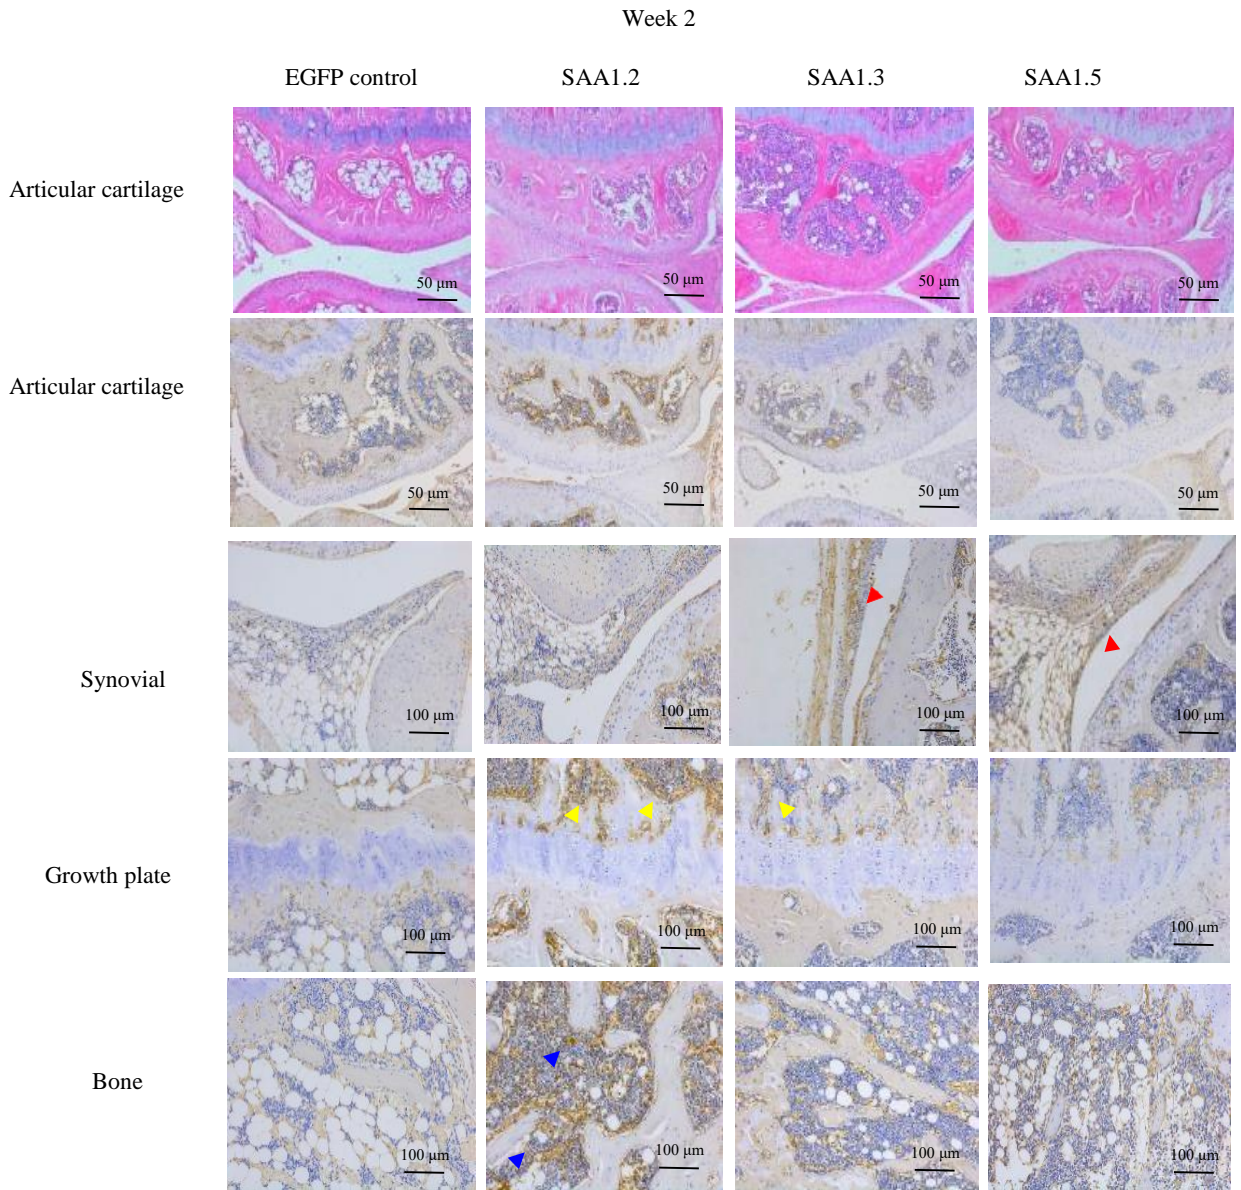 Week 2
EGFP control SAA1.2 SAA1.3 SAA1.5
Articular cartilage
50 μm 50 μm 50 μm 50 μm
Articular cartilage
50 μm 50 μm 50 μm 50 μm
Synovial
100 μm 100 μm 100 μm 100 μm
Growth plate
100 μm 100 μm 100 μm 100 μm
Bone
100 μm 100 μm 100 μm 100 μm